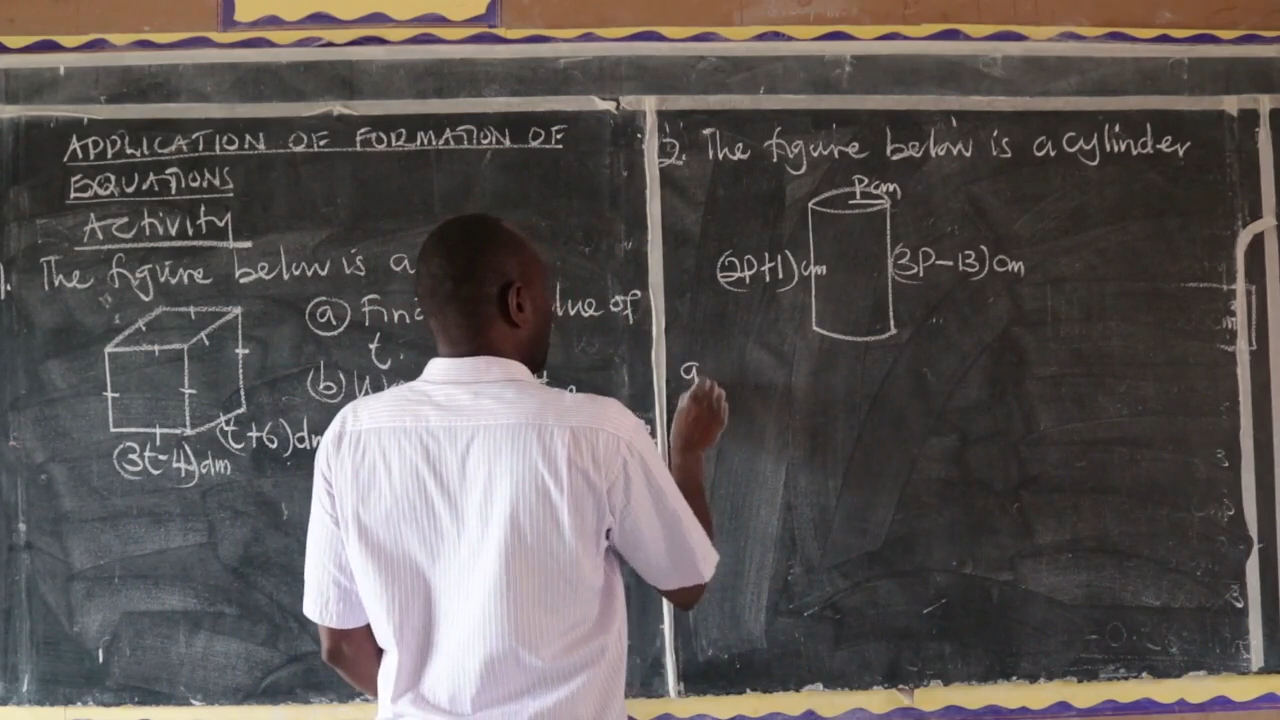 APPLICATION OF FORMATION OF
EQUATIONS
Activity
1. The figure below is a
(a) Find
of
t.
(b)
(3t-4)dm
(t+6)dm
2. The figure below is a cylinder
Pcm
(2p+1)cm
(3p-13)cm
a